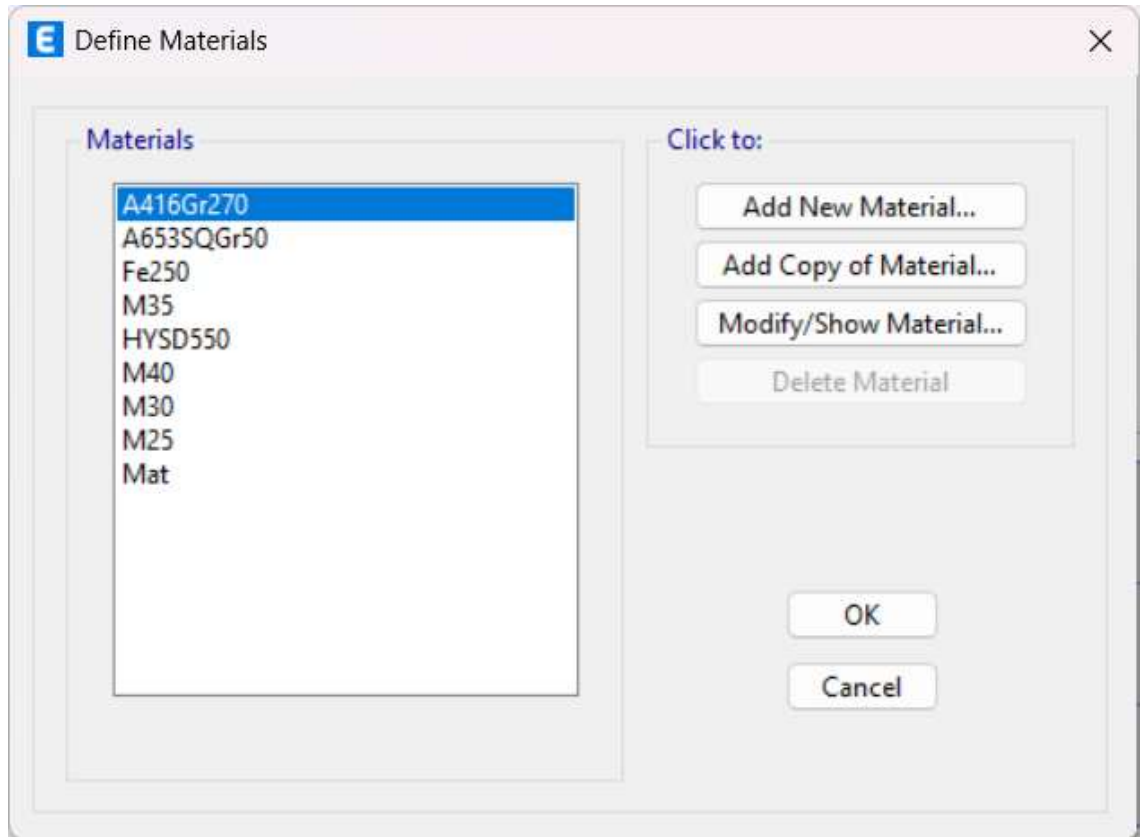 Define Materials
Materials
A416Gr270
A653SQGr50
Fe250
M35
HYSD550
M40
M30
M25
Mat
Click to:
Add New Material...
Add Copy of Material...
Modify/Show Material...
Delete Material
OK
Cancel